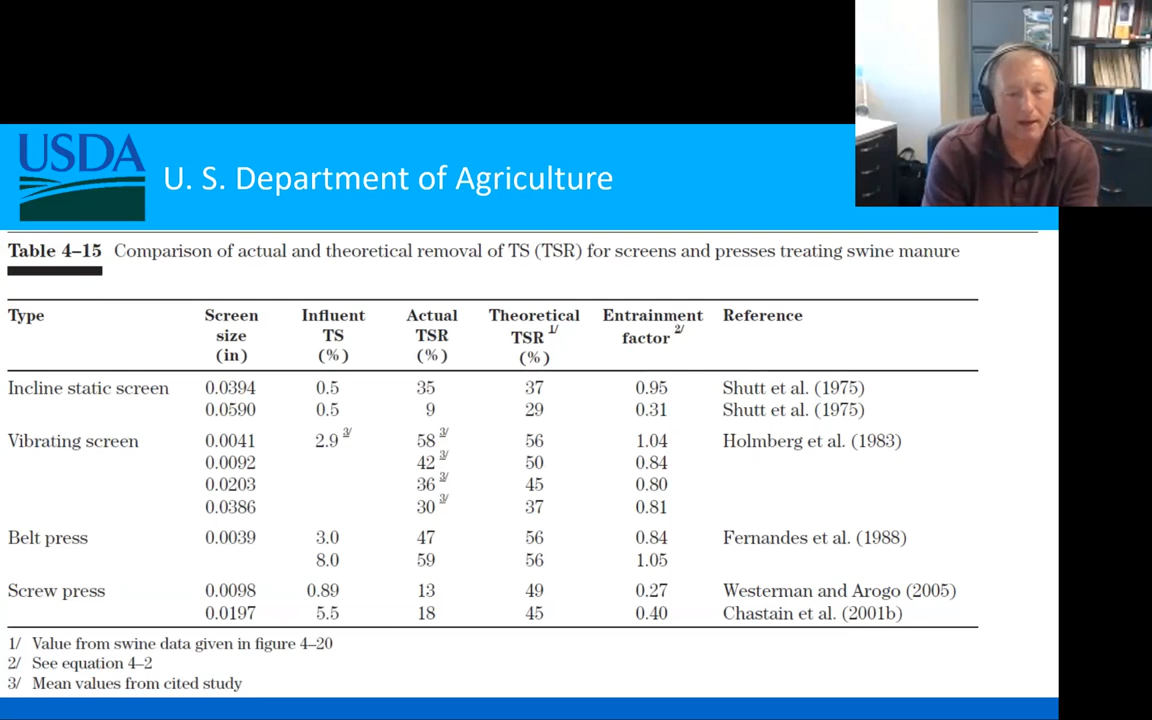 USDA U. S. Department of Agriculture
Table 4–15 Comparison of actual and theoretical removal of TS (TSR) for screens and presses treating swine manure
Type Screen size (in) Influent TS (%) Actual TSR (%) Theoretical TSR 1/ (%) Entrainment factor 2/ Reference
Incline static screen 0.0394 0.5 35 37 0.95 Shutt et al. (1975)
0.0590 0.5 9 29 0.31 Shutt et al. (1975)
Vibrating screen 0.0041 2.9 3/ 58 3/ 56 1.04 Holmberg et al. (1983)
0.0092 42 3/ 50 0.84
0.0203 36 3/ 45 0.80
0.0386 30 3/ 37 0.81
Belt press 0.0039 3.0 47 56 0.84 Fernandes et al. (1988)
8.0 59 56 1.05
Screw press 0.0098 0.89 13 49 0.27 Westerman and Arogo (2005)
0.0197 5.5 18 45 0.40 Chastain et al. (2001b)
1/ Value from swine data given in figure 4–20
2/ See equation 4–2
3/ Mean values from cited study